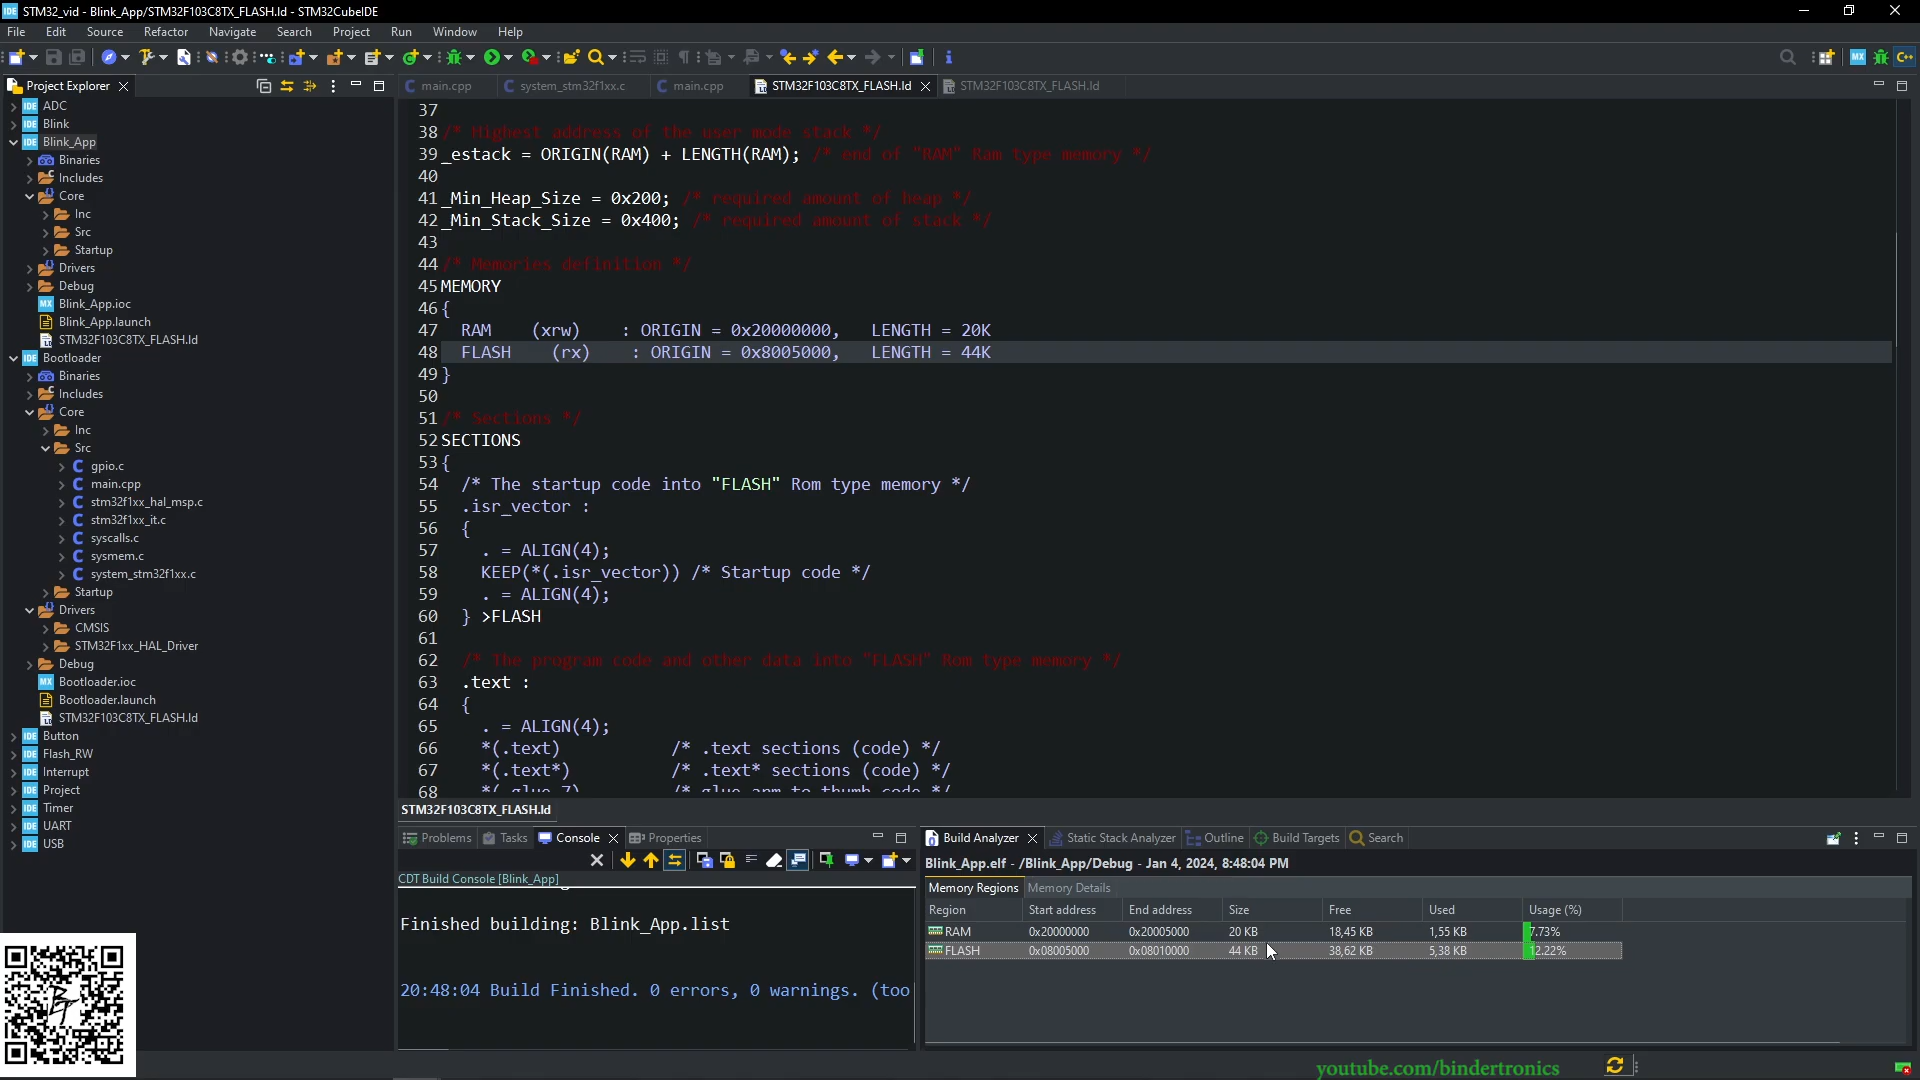 STM32_vid - Blink_App/STM32F103C8TX_FLASH.ld - STM32CubeIDE
File Edit Source Refactor Navigate Search Project Run Window Help
Project Explorer
ADC
Blink
Blink_App
Binaries
Includes
Core
Inc
Src
Startup
Drivers
Debug
Blink_App.ioc
Blink_App.launch
STM32F103C8TX_FLASH.ld
Bootloader
Binaries
Includes
Core
Inc
Src
gpio.c
main.cpp
stm32f1xx_hal_msp.c
stm32f1xx_it.c
syscalls.c
sysmem.c
system_stm32f1xx.c
Startup
Drivers
CMSIS
STM32F1xx_HAL_Driver
Debug
Bootloader.ioc
Bootloader.launch
STM32F103C8TX_FLASH.ld
Button
Flash_RW
Interrupt
Project
Timer
UART
USB
main.cpp system_stm32f1xx.c main.cpp STM32F103C8TX_FLASH.ld STM32F103C8TX_FLASH.ld
37
38 /* Highest address of the user mode stack */
39 _estack = ORIGIN(RAM) + LENGTH(RAM); /* end of "RAM" Ram type memory */
40
41 _Min_Heap_Size = 0x200; /* required amount of heap */
42 _Min_Stack_Size = 0x400; /* required amount of stack */
43
44 /* Memories definition */
45 MEMORY
46 {
47 RAM (xrw) : ORIGIN = 0x20000000, LENGTH = 20K
48 FLASH (rx) : ORIGIN = 0x8005000, LENGTH = 44K
49 }
50
51 /* Sections */
52 SECTIONS
53 {
54 /* The startup code into "FLASH" Rom type memory */
55 .isr_vector :
56 {
57 . = ALIGN(4);
58 KEEP(*(.isr_vector)) /* Startup code */
59 . = ALIGN(4);
60 } >FLASH
61
62 /* The program code and other data into "FLASH" Rom type memory */
63 .text :
64 {
65 . = ALIGN(4);
66 *(.text) /* .text sections (code) */
67 *(.text*) /* .text* sections (code) */
68 *(.glue_7) /* glue arm to thumb code */
STM32F103C8TX_FLASH.ld
Problems Tasks Console Properties
CDT Build Console [Blink_App]
Finished building: Blink_App.list
20:48:04 Build Finished. 0 errors, 0 warnings. (too
Build Analyzer Static Stack Analyzer Outline Build Targets Search
Blink_App.elf - /Blink_App/Debug - Jan 4, 2024, 8:48:04 PM
Memory Regions Memory Details
Region Start address End address Size Free Used Usage (%)
RAM 0x20000000 0x20005000 20 KB 18,45 KB 1,55 KB 7.73%
FLASH 0x08005000 0x08010000 44 KB 38,62 KB 5,38 KB 12.22%
youtube.com/bindertronics